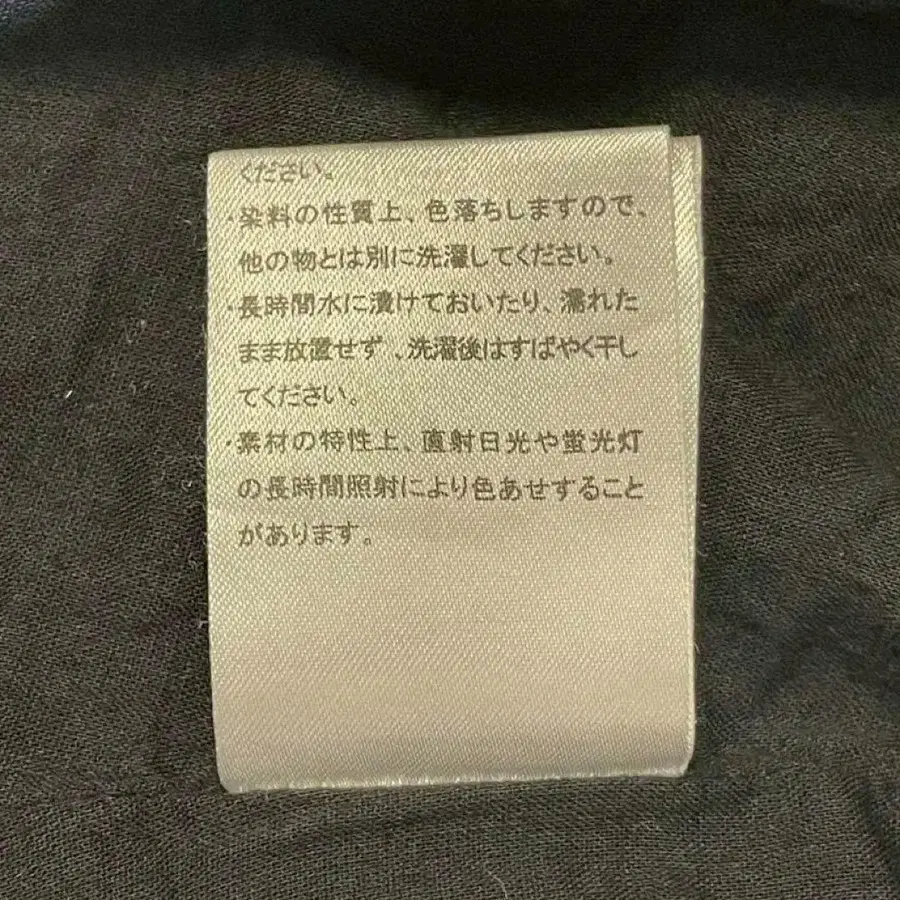 ください。
・染料の性質上、色落ちしますので、
他の物とは別に洗濯してください。
・長時間水に漬けておいたり、濡れた
まま放置せず、洗濯後はすばやく干し
てください。
・素材の特性上、直射日光や蛍光灯
の長時間照射により色あせすること
があります。